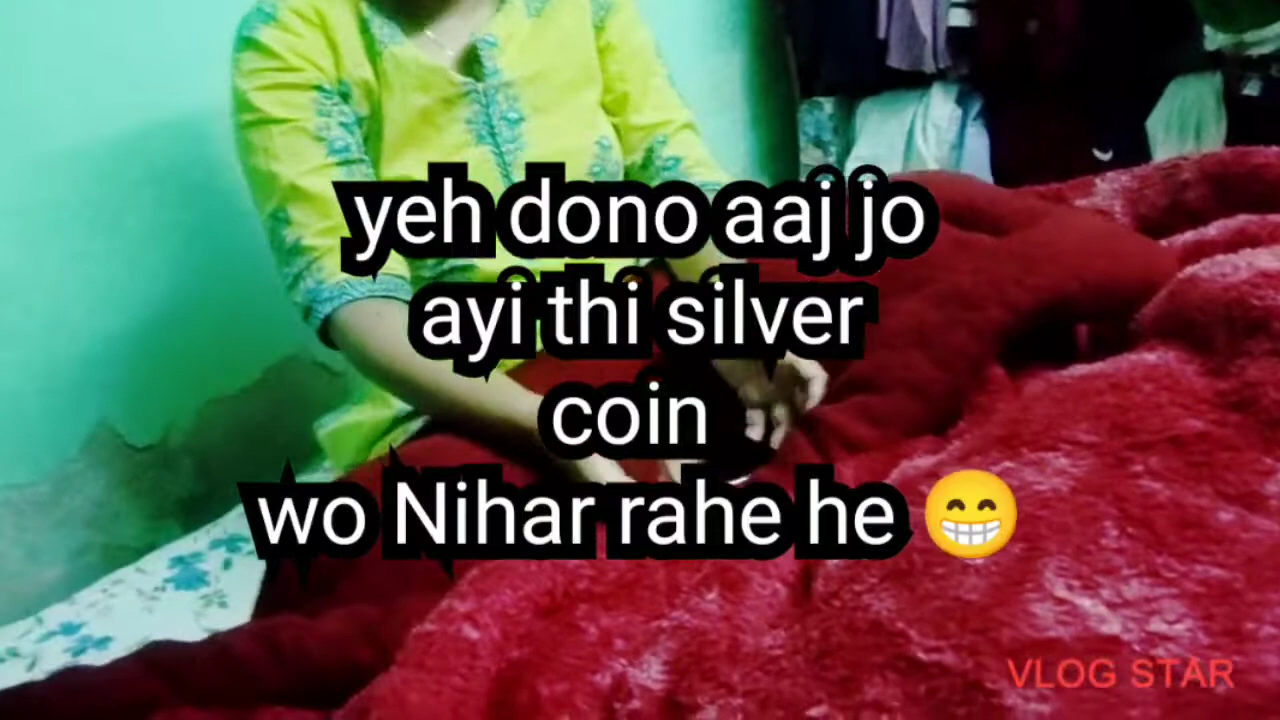 yeh dono aaj jo
ayi thi silver
coin
wo Nihar rahe he 😁
VLOG STAR